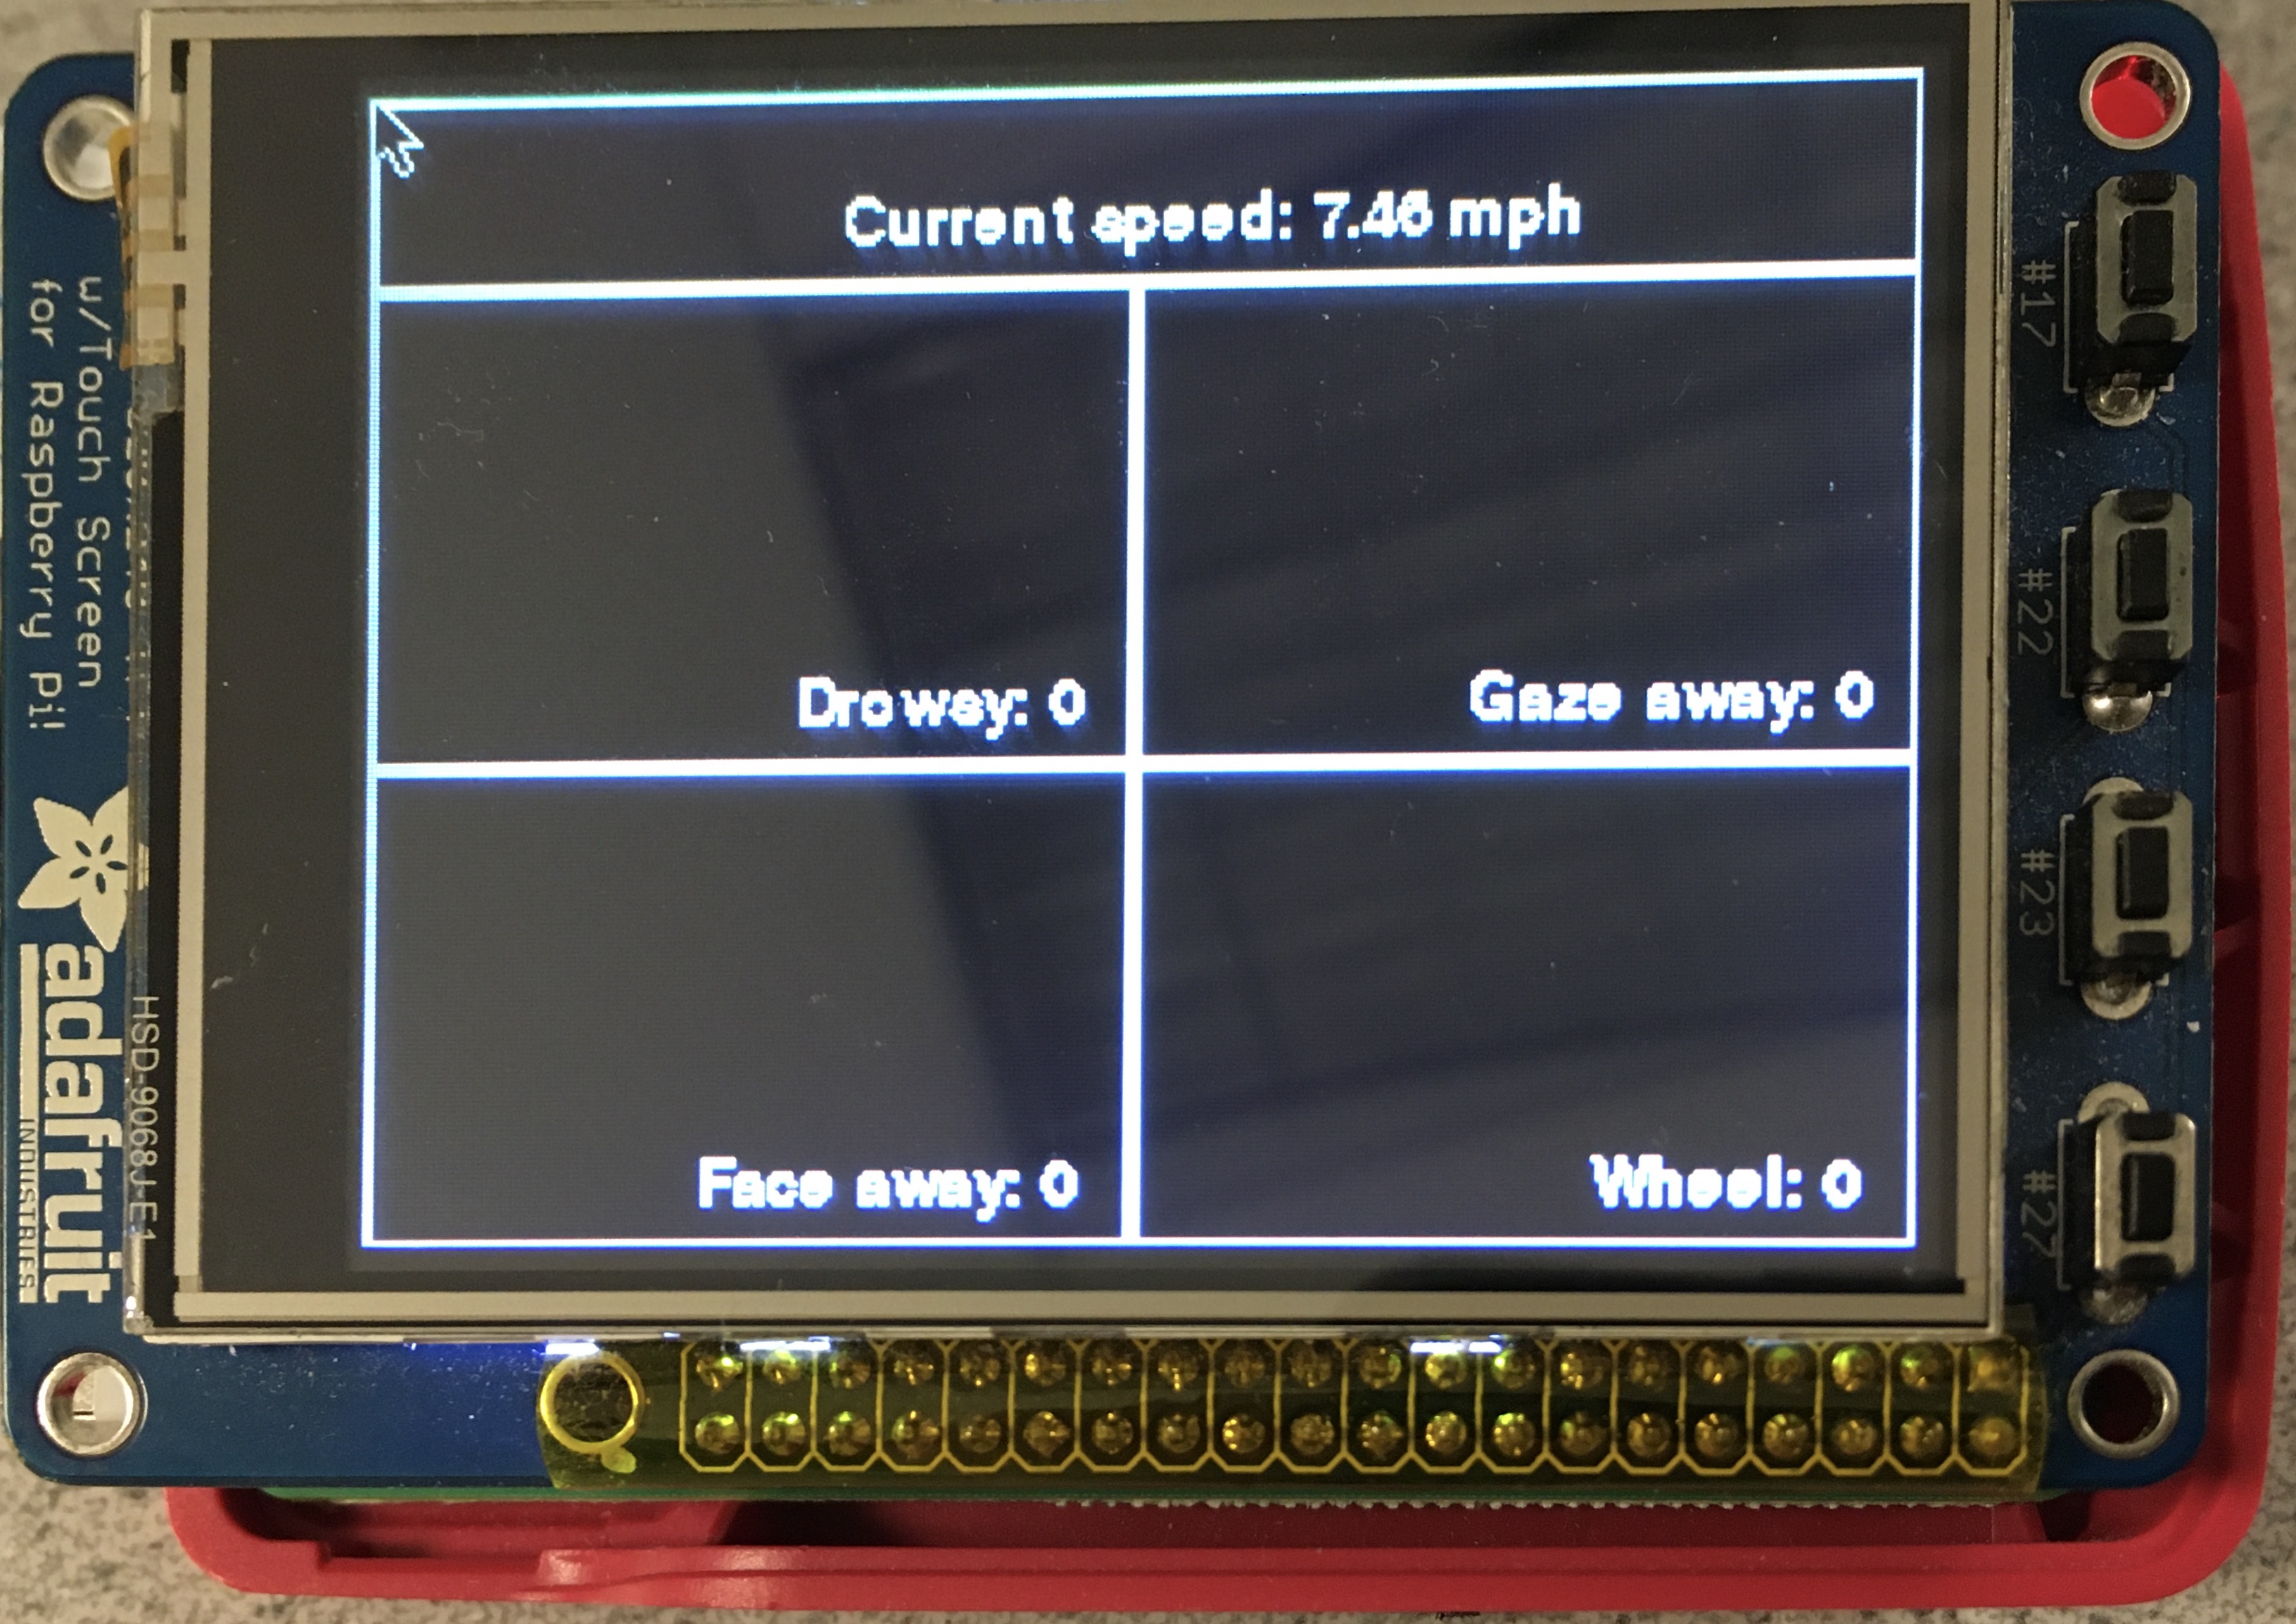 Current speed: 7.46 mph
Drowsy: 0
Gaze away: 0
Face away: 0
Wheel: 0
w/Touch Screen
for Raspberry Pi!
adafruit
INDUSTRIES
HSD-9068J-E1
#17
#22
#23
#27